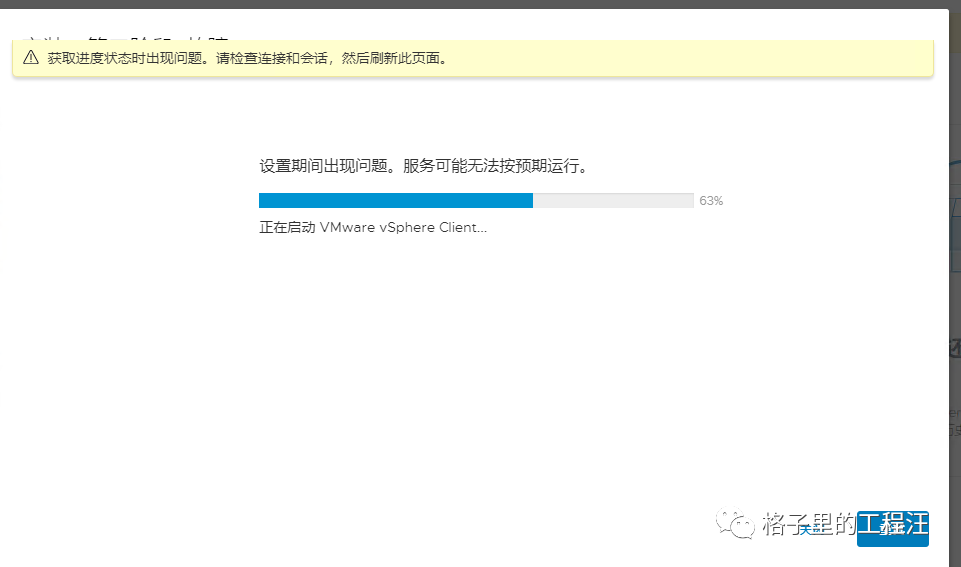 获取进度状态时出现问题。请检查连接和会话，然后刷新此页面。
设置期间出现问题。服务可能无法按预期运行。
63%
正在启动 VMware vSphere Client...
格子里的工程汪